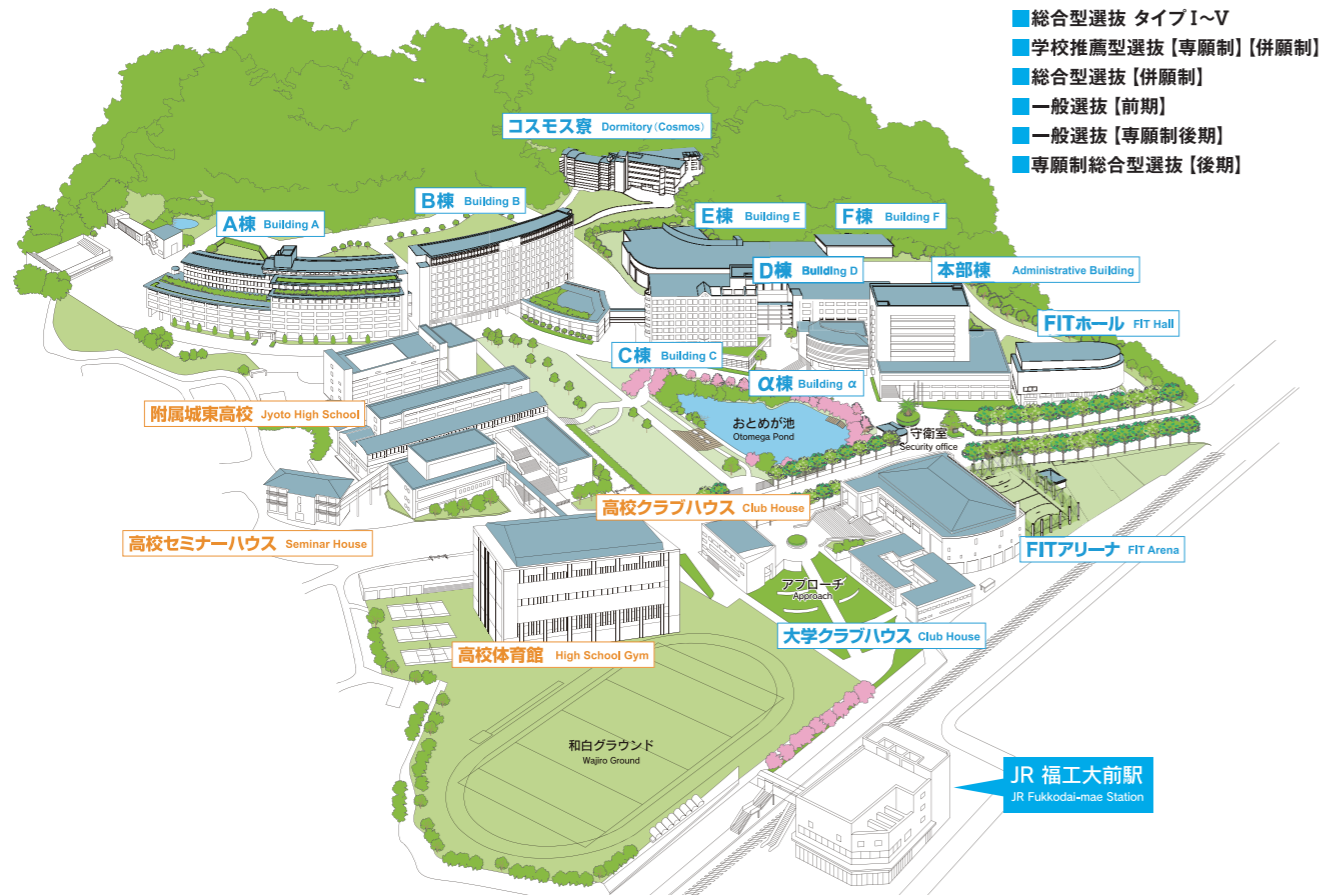 ■総合型選抜 タイプⅠ～Ⅴ
■学校推薦型選抜【専願制】【併願制】
■総合型選抜【併願制】
■一般選抜【前期】
■一般選抜【専願制後期】
■専願制総合型選抜【後期】
コスモス寮 Dormitory(Cosmos)
A棟 Building A
B棟 Building B
E棟 Building E
F棟 Building F
D棟 Building D
本部棟 Administrative Building
FITホール FIT Hall
C棟 Building C
α棟 Building α
附属城東高校 Jyoto High School
おとめが池
Otomega Pond
守衛室
Security office
高校クラブハウス Club House
高校セミナーハウス Seminar House
FITアリーナ FIT Arena
アプローチ
Approach
大学クラブハウス Club House
高校体育館 High School Gym
和白グラウンド
Wajiro Ground
JR 福工大前駅
JR Fukkodai-mae Station